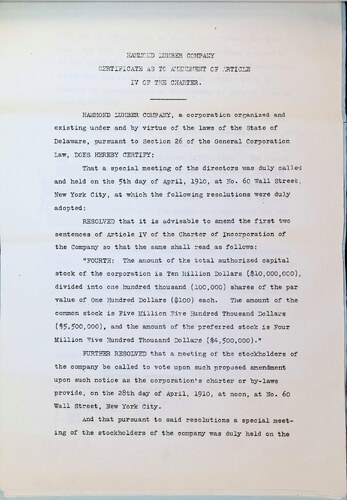 HAMMOND LUMBER COMPANY
CERTIFICATE AS TO AMENDMENT OF ARTICLE
IV OF THE CHARTER.
HAMMOND LUMBER COMPANY, a corporation organized and
existing under and by virtue of the laws of the State of
Delaware, pursuant to Section 26 of the General Corporation
Law, DOES HEREBY CERTIFY:
That a special meeting of the directors was duly called
and held on the 5th day of April, 1910, at No. 60 Wall Street,
New York City, at which the following resolutions were duly
adopted:
RESOLVED that it is advisable to amend the first two
sentences of Article IV of the Charter of Incorporation of
the Company so that the same shall read as follows:
"FOURTH: The amount of the total authorized capital
stock of the corporation is Ten Million Dollars ($10,000,000),
divided into one hundred thousand (100,000) shares of the par
value of One Hundred Dollars ($100) each. The amount of the
common stock is Five Million Five Hundred Thousand Dollars
($5,500,000), and the amount of the preferred stock is Four
Million Five Hundred Thousand Dollars ($4,500,000)."
FURTHER RESOLVED that a meeting of the stockholders of
the company be called to vote upon such proposed amendment
upon such notice as the corporation's charter or by-laws
provide, on the 28th day of April, 1910, at noon, at No. 60
Wall Street, New York City.
And that pursuant to said resolutions a special meet-
ing of the stockholders of the company was duly held on the